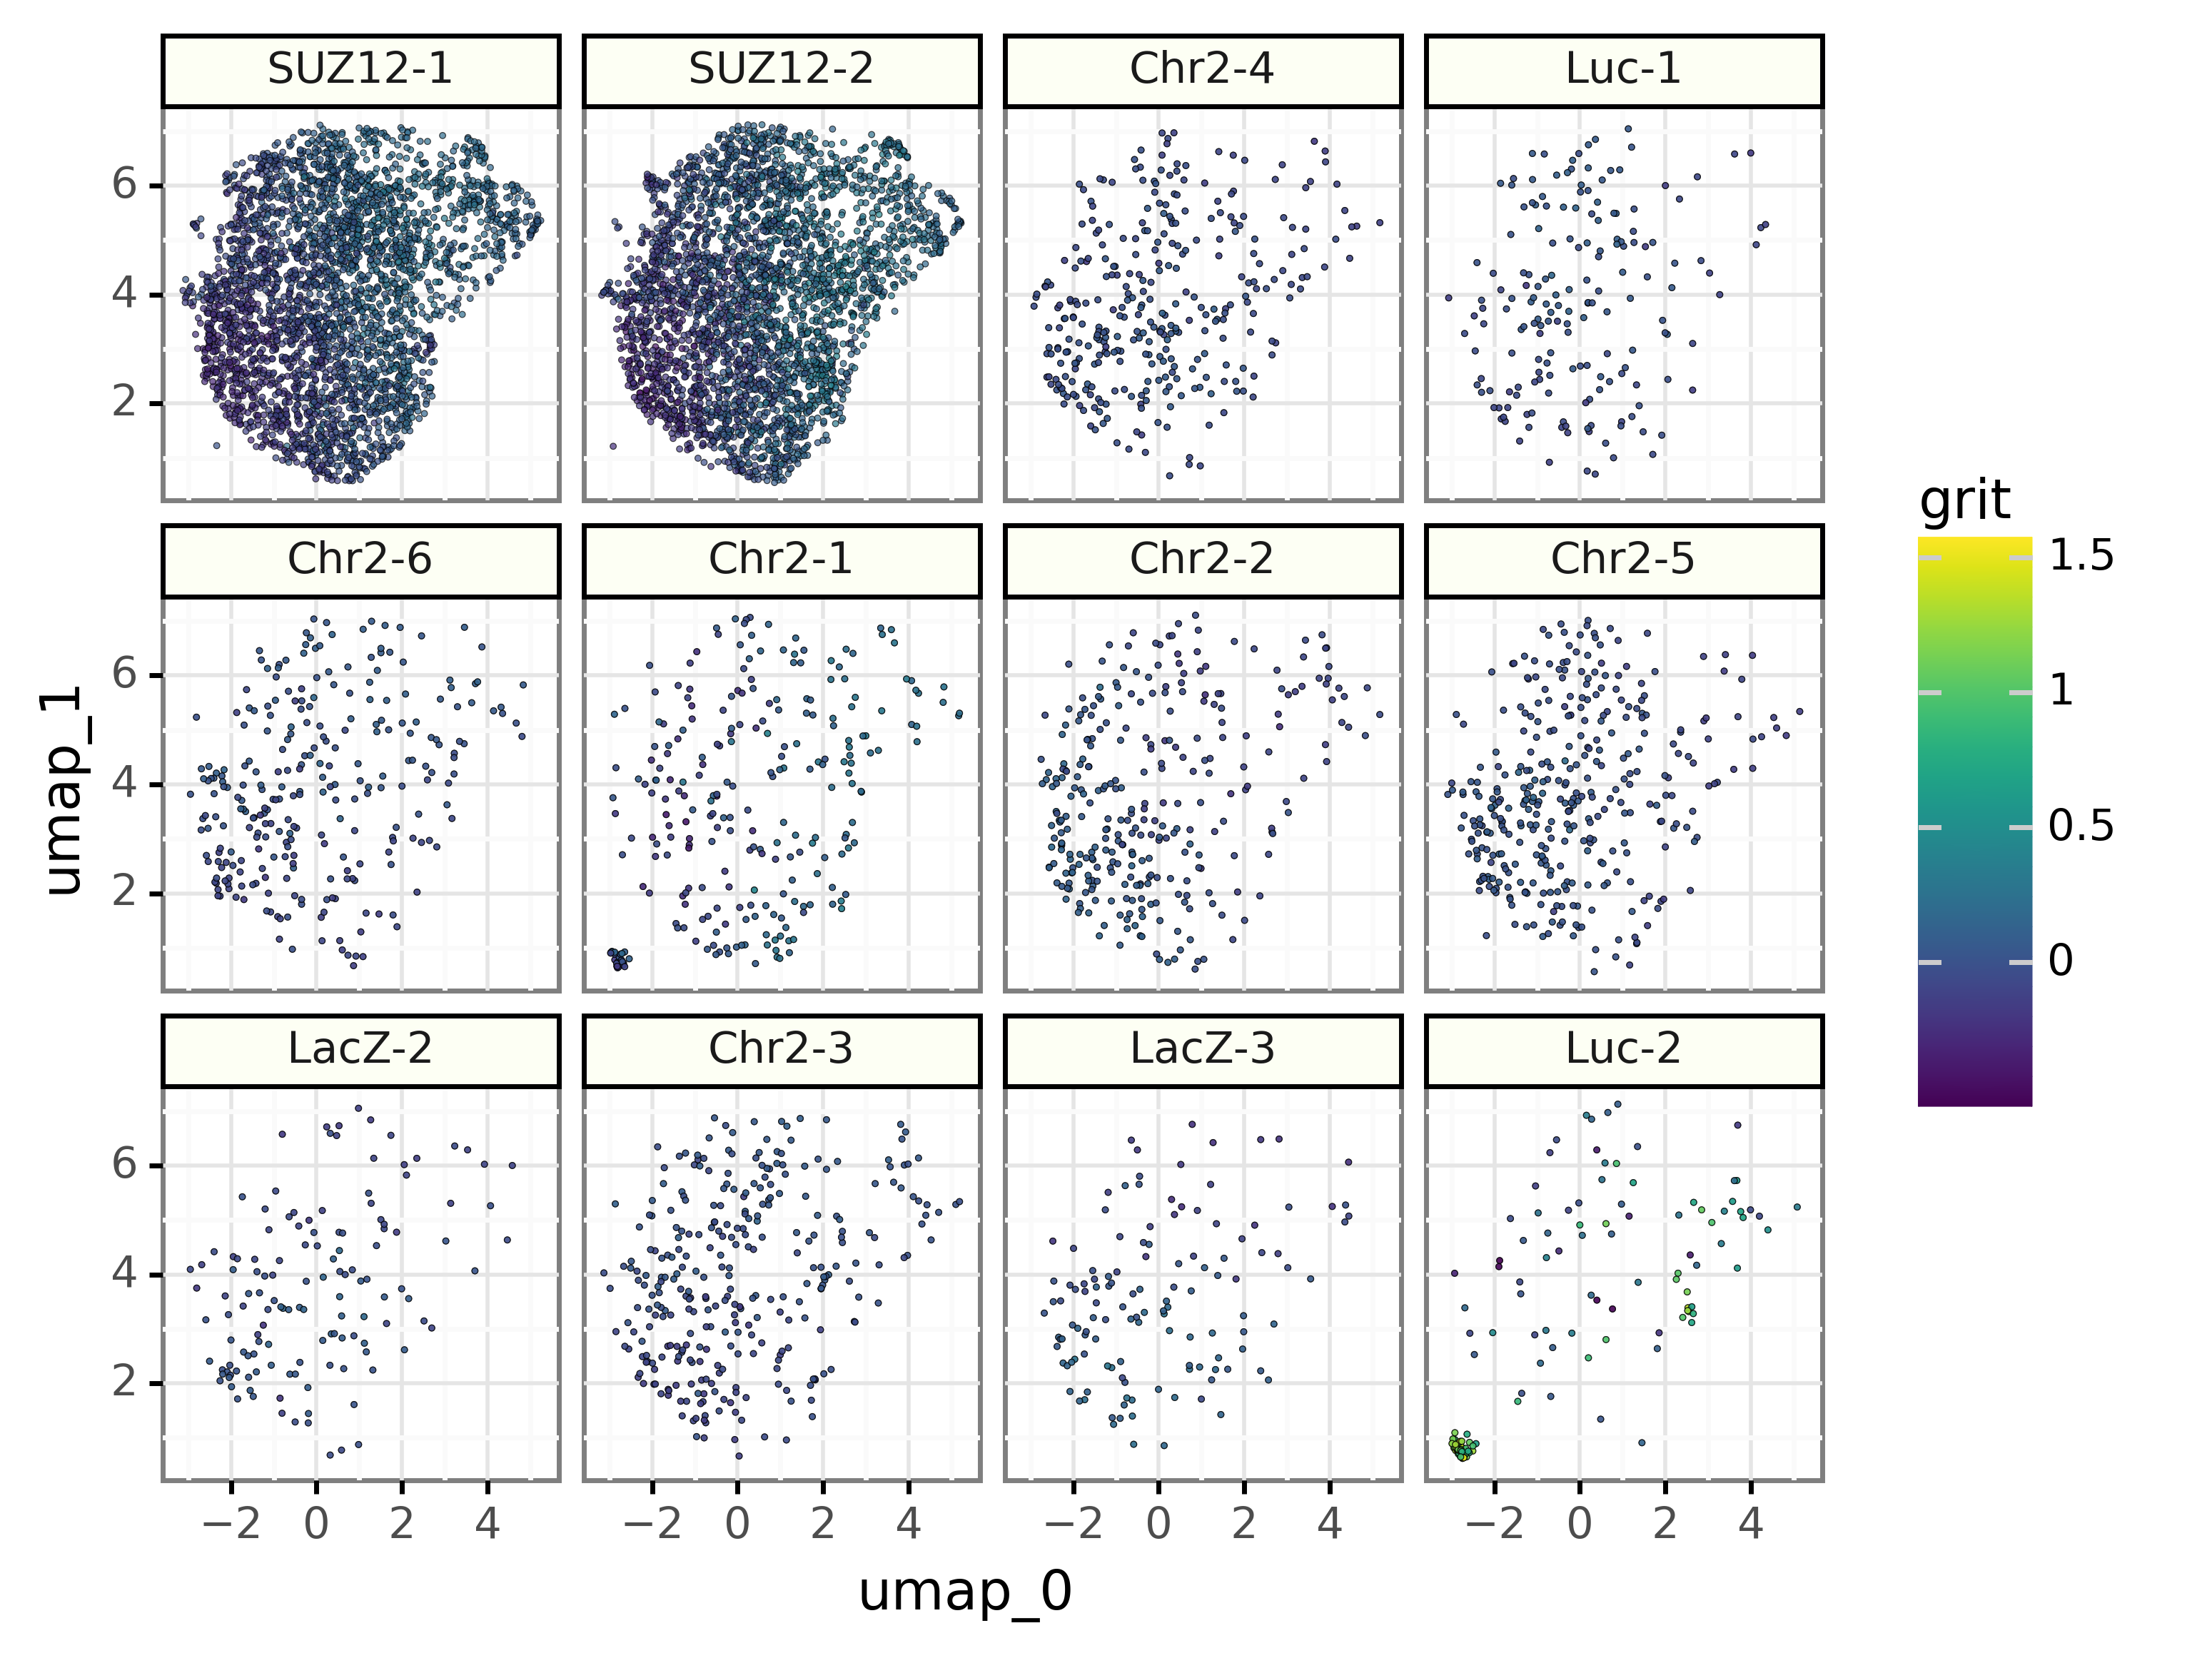 SUZ12-1 SUZ12-2 Chr2-4 Luc-1
6
4
2
Chr2-6 Chr2-1 Chr2-2 Chr2-5
6
4
2
LacZ-2 Chr2-3 LacZ-3 Luc-2
6
4
2
−2 0 2 4 −2 0 2 4 −2 0 2 4 −2 0 2 4
umap_0
umap_1
grit
1.5
1
0.5
0